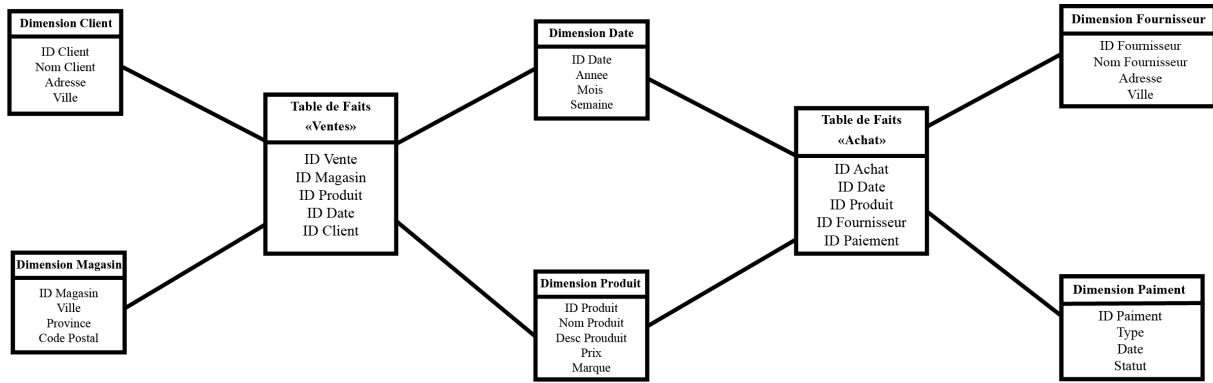 Dimension Client
ID Client
Nom Client
Adresse
Ville
Dimension Magasin
ID Magasin
Ville
Province
Code Postal
Table de Faits
«Ventes»
ID Vente
ID Magasin
ID Produit
ID Date
ID Client
Dimension Date
ID Date
Annee
Mois
Semaine
Dimension Produit
ID Produit
Nom Produit
Desc Prouduit
Prix
Marque
Table de Faits
«Achat»
ID Achat
ID Date
ID Produit
ID Fournisseur
ID Paiement
Dimension Fournisseur
ID Fournisseur
Nom Fournisseur
Adresse
Ville
Dimension Paiment
ID Paiment
Type
Date
Statut